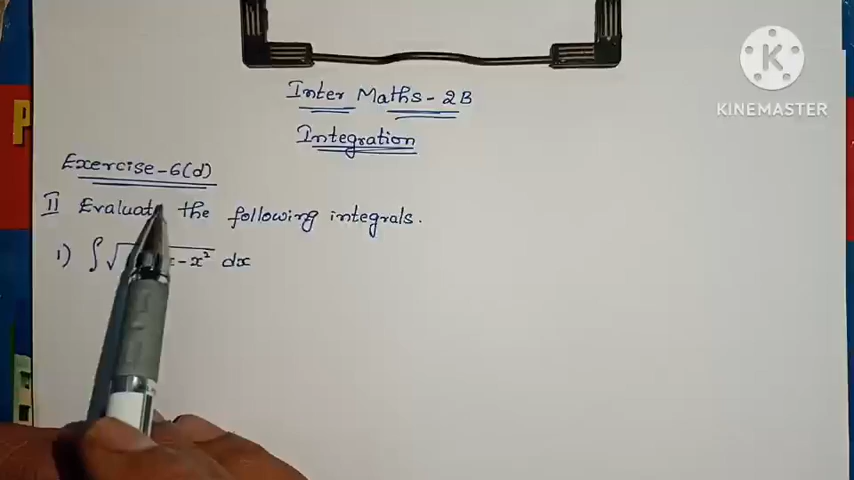 Inter Maths - 2B
K
KINEMASTER
Integration
P
Exercise - 6(d)
II Evaluate the following integrals.
1) ∫√ - x² dx